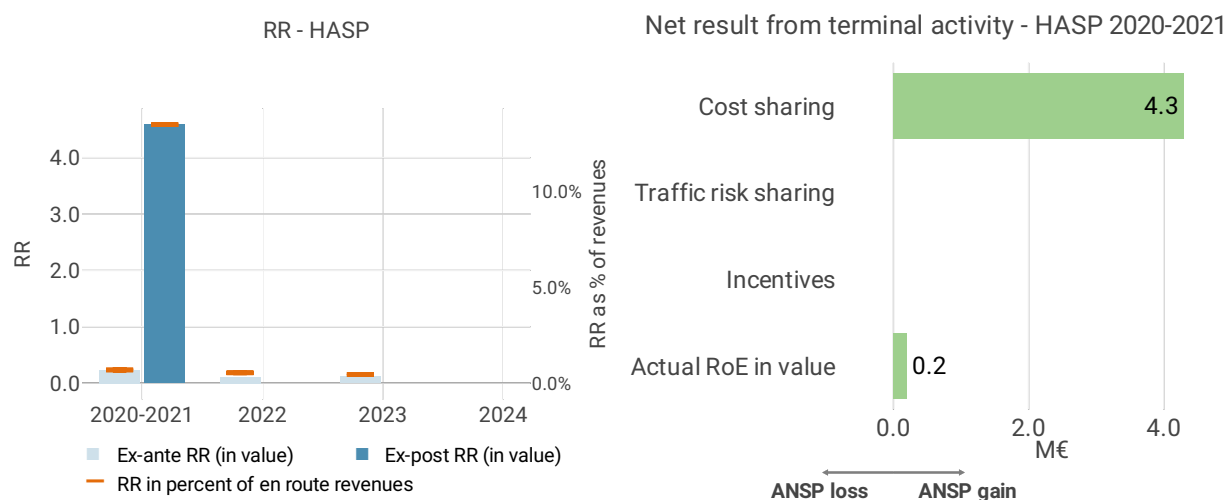 RR - HASP
4.0
3.0
2.0
1.0
0.0
RR
10.0%
5.0%
0.0%
RR as % of revenues
2020-2021 2022 2023 2024
Ex-ante RR (in value) Ex-post RR (in value)
RR in percent of en route revenues
Net result from terminal activity - HASP 2020-2021
Cost sharing 4.3
Traffic risk sharing
Incentives
Actual RoE in value 0.2
0.0 2.0 4.0
M€
ANSP loss ANSP gain